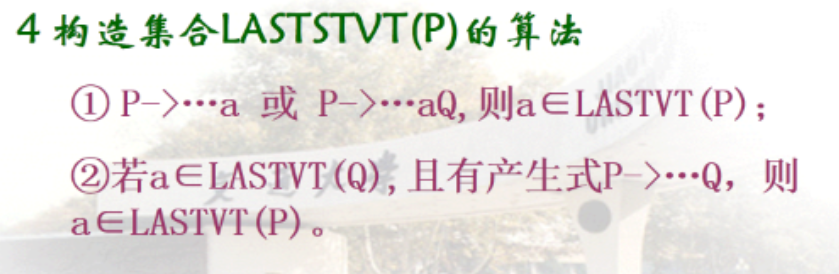 4 构造集合LASTSTVT(P)的算法
① P->…a 或 P->…aQ,则a∈LASTVT(P);
②若a∈LASTVT(Q),且有产生式P->…Q，则
a∈LASTVT(P)。